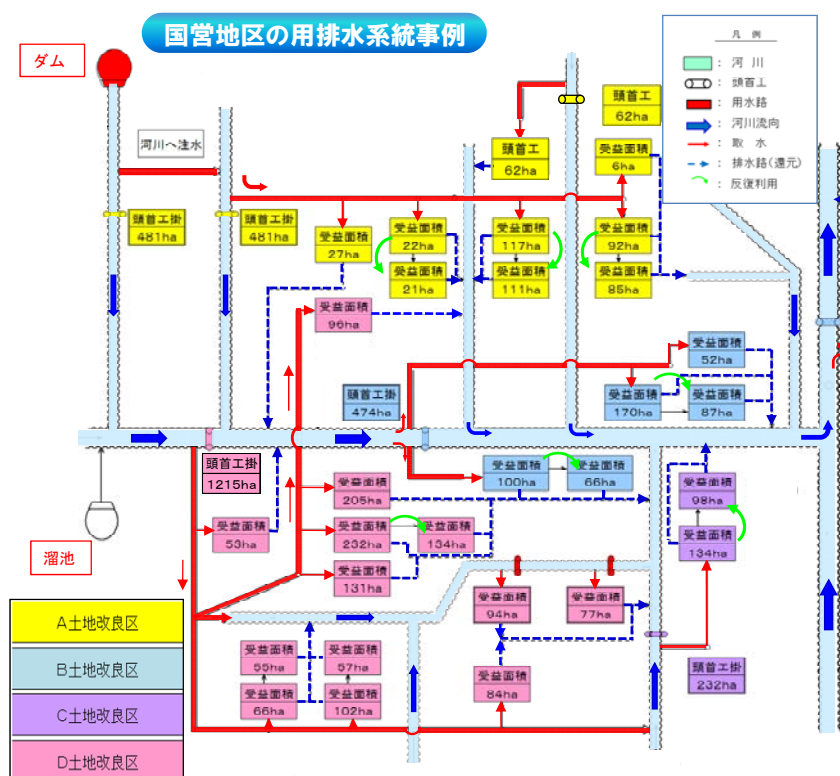 国営地区の用排水系統事例
ダム
凡 例
: 河 川
: 頭首工
: 用水路
: 河川流向
: 取 水
: 排水路(還元)
: 反復利用
頭首工
62ha
河川へ注水
頭首工
62ha
受益面積
6ha
頭首工掛
481ha
頭首工掛
481ha
受益面積
27ha
受益面積
22ha
受益面積
21ha
受益面積
117ha
受益面積
111ha
受益面積
92ha
受益面積
85ha
受益面積
96ha
受益面積
52ha
頭首工掛
474ha
受益面積
170ha
受益面積
87ha
頭首工掛
1215ha
受益面積
100ha
受益面積
66ha
受益面積
205ha
受益面積
98ha
受益面積
53ha
受益面積
232ha
受益面積
134ha
受益面積
134ha
溜池
受益面積
131ha
受益面積
94ha
受益面積
77ha
A土地改良区
B土地改良区
C土地改良区
D土地改良区
受益面積
55ha
受益面積
57ha
受益面積
66ha
受益面積
102ha
受益面積
84ha
頭首工掛
232ha